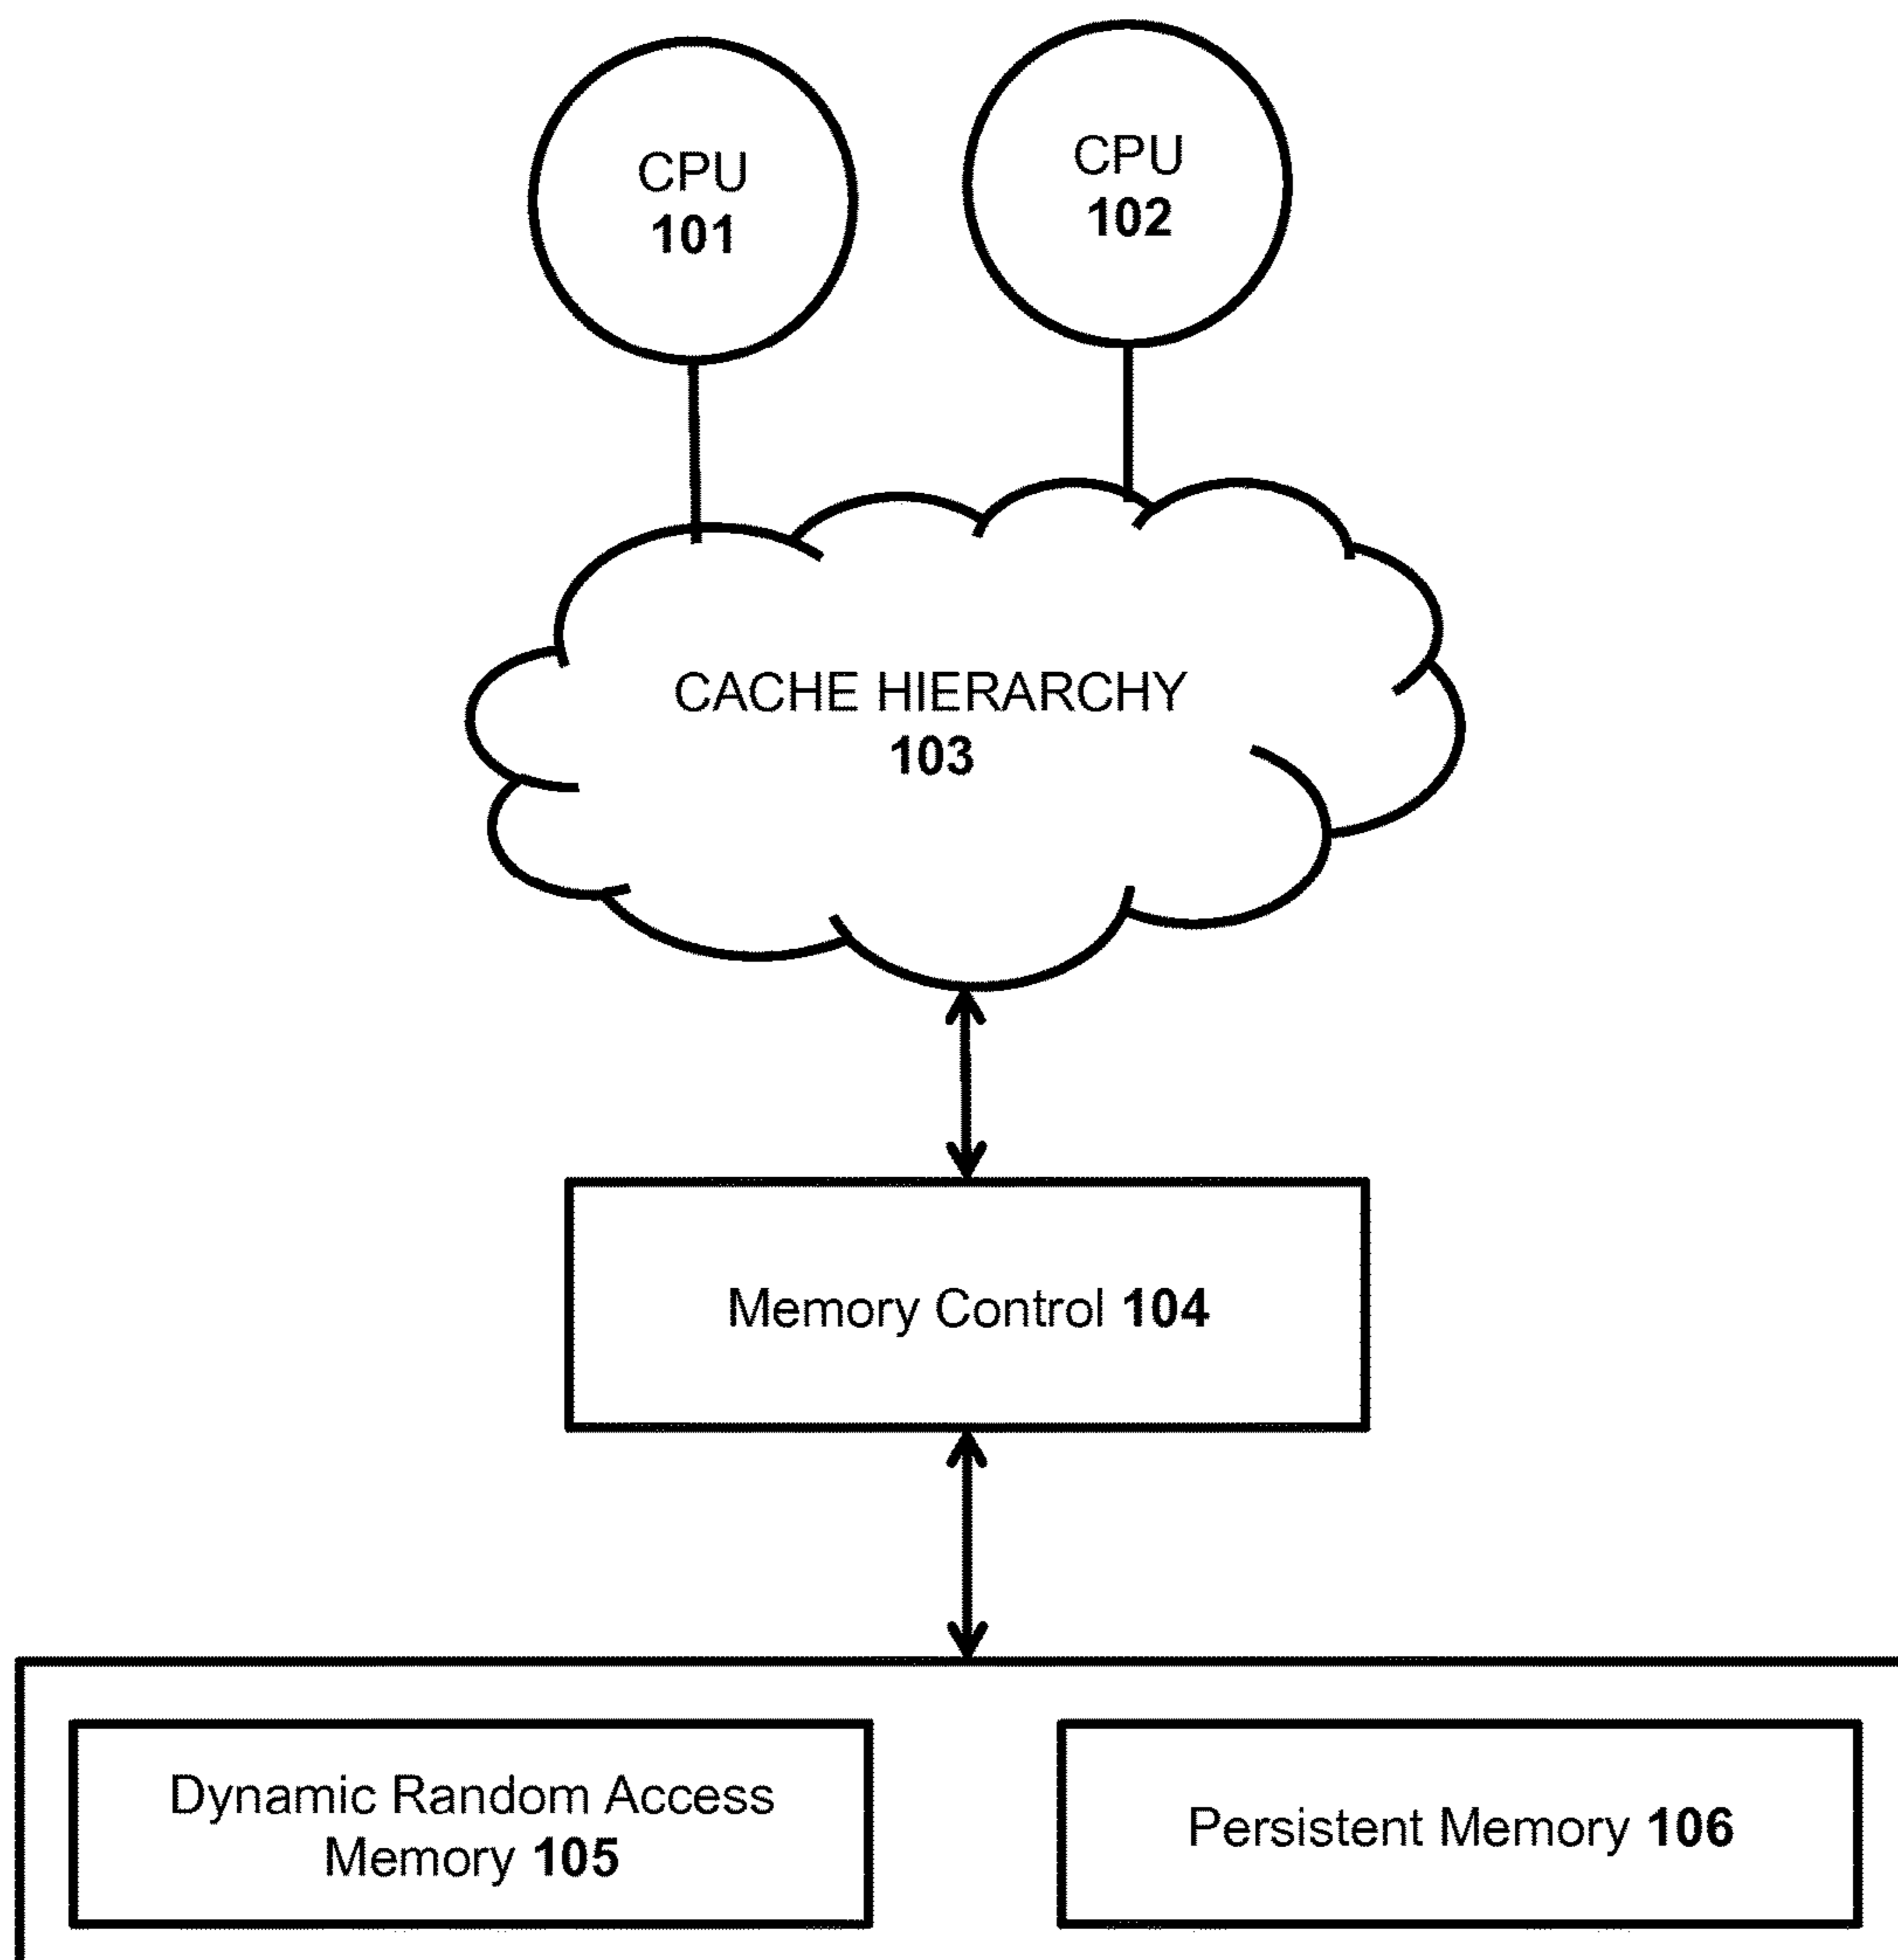 CPU
101
CPU
102
CACHE HIERARCHY
103
Memory Control 104
Dynamic Random Access
Memory 105
Persistent Memory 106